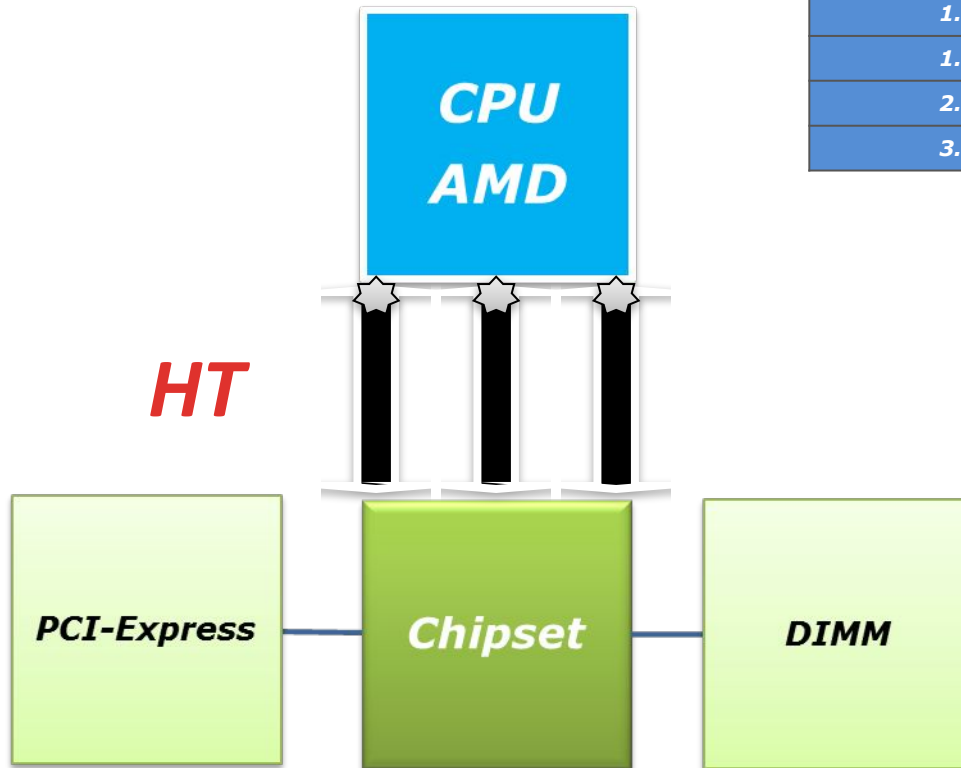 1.
1.
2.
3.
CPU
AMD
HT
PCI-Express
Chipset
DIMM